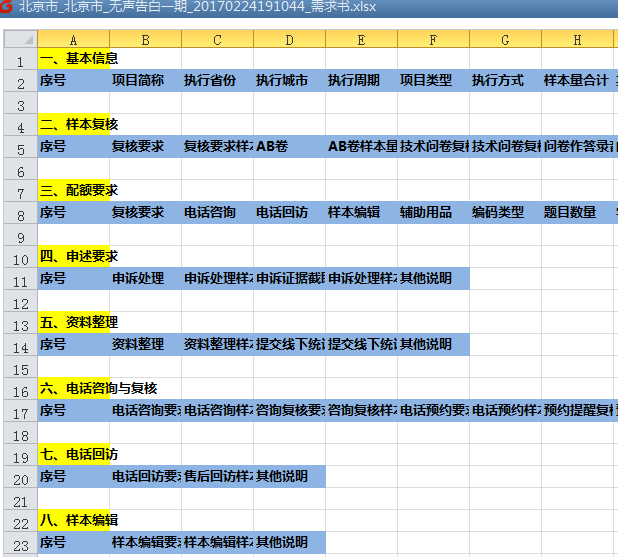 北京市_北京市_无声告白一期_20170224191044_需求书.xlsx
A B C D E F G H
1 一、基本信息
2 序号 项目简称 执行省份 执行城市 执行周期 项目类型 执行方式 样本量合计
3
4 二、样本复核
5 序号 复核要求 复核要求样 AB卷 AB卷样本量 技术问卷复 技术问卷复 问卷作答录
6
7 三、配额要求
8 序号 复核要求 电话咨询 电话回访 样本编辑 辅助用品 编码类型 题目数量
9
10 四、申述要求
11 序号 申诉处理 申诉处理样 申诉证据截 申诉处理样 其他说明
12
13 五、资料整理
14 序号 资料整理 资料整理样 提交线下统 提交线下统 其他说明
15
16 六、电话咨询与复核
17 序号 电话咨询要 电话咨询样 咨询复核要 咨询复核样 电话预约要 电话预约样 预约提醒复
18
19 七、电话回访
20 序号 电话回访要 售后回访样 其他说明
21
22 八、样本编辑
23 序号 样本编辑要 样本编辑样 其他说明